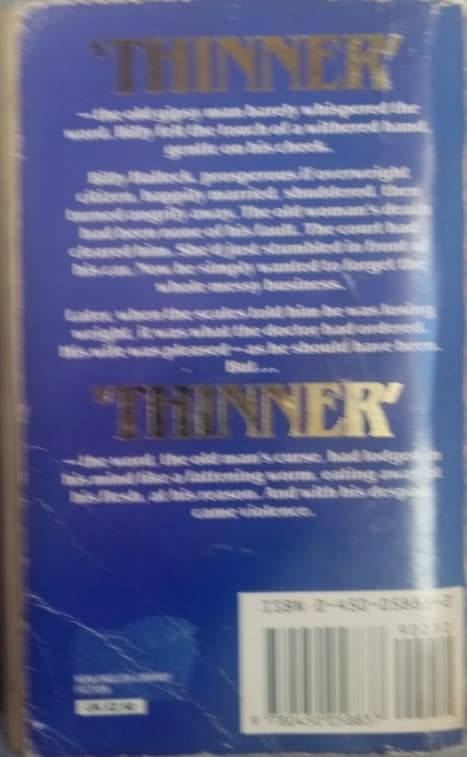 'THINNER'
—the old gipsy man barely whispered the
word. Billy felt the touch of a withered hand,
gentle on his cheek.
Billy Halleck, prosperous if overweight
citizen, happily married, shuddered, then
turned angrily away. The old woman's death
had been none of his fault. The court had
cleared him. She'd just stumbled in front of
his car. Now he simply wanted to forget the
whole messy business.
Later, when the scales told him he was losing
weight, it was what the doctor had ordered.
His wife was pleased—as he should have been.
But...
'THINNER'
—the word, the old man's curse, had lodged in
his mind like a fattening worm, eating away at
his flesh, at his reason. And with his despair
came violence.
ISBN 0-450-0586
9 780450 05863